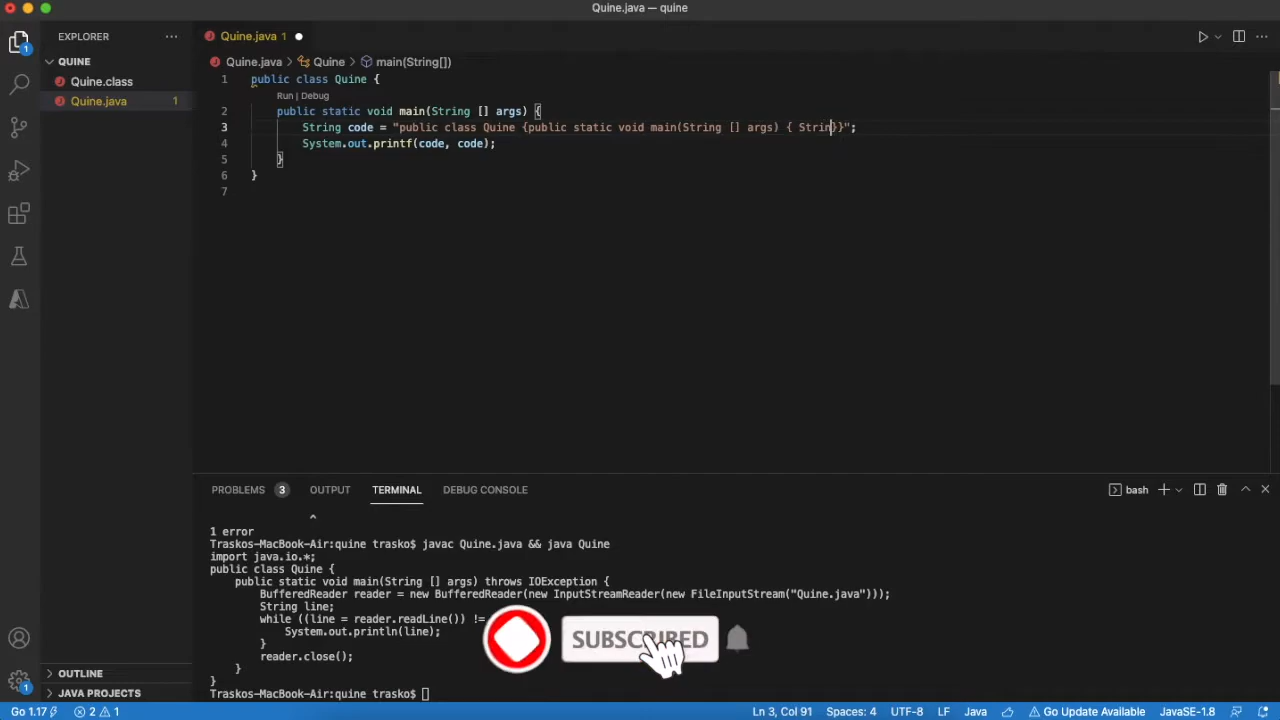 Quine.java — quine
EXPLORER
Quine.java 1
QUINE
Quine.java > Quine > main(String[])
Quine.class
Quine.java 1
1 public class Quine {
Run | Debug
2 public static void main(String [] args) {
3 String code = "public class Quine {public static void main(String [] args) { Strin}}";
4 System.out.printf(code, code);
5 }
6 }
7
PROBLEMS 3 OUTPUT TERMINAL DEBUG CONSOLE
bash
^
1 error
Traskos-MacBook-Air:quine trasko$ javac Quine.java && java Quine
import java.io.*;
public class Quine {
public static void main(String [] args) throws IOException {
BufferedReader reader = new BufferedReader(new InputStreamReader(new FileInputStream("Quine.java")));
String line;
while ((line = reader.readLine()) !=
System.out.println(line);
}
reader.close();
}
}
Traskos-MacBook-Air:quine trasko$
SUBSCRIBED
OUTLINE
JAVA PROJECTS
1
1
Go 1.17 2 1 Ln 3, Col 91 Spaces: 4 UTF-8 LF Java Go Update Available JavaSE-1.8